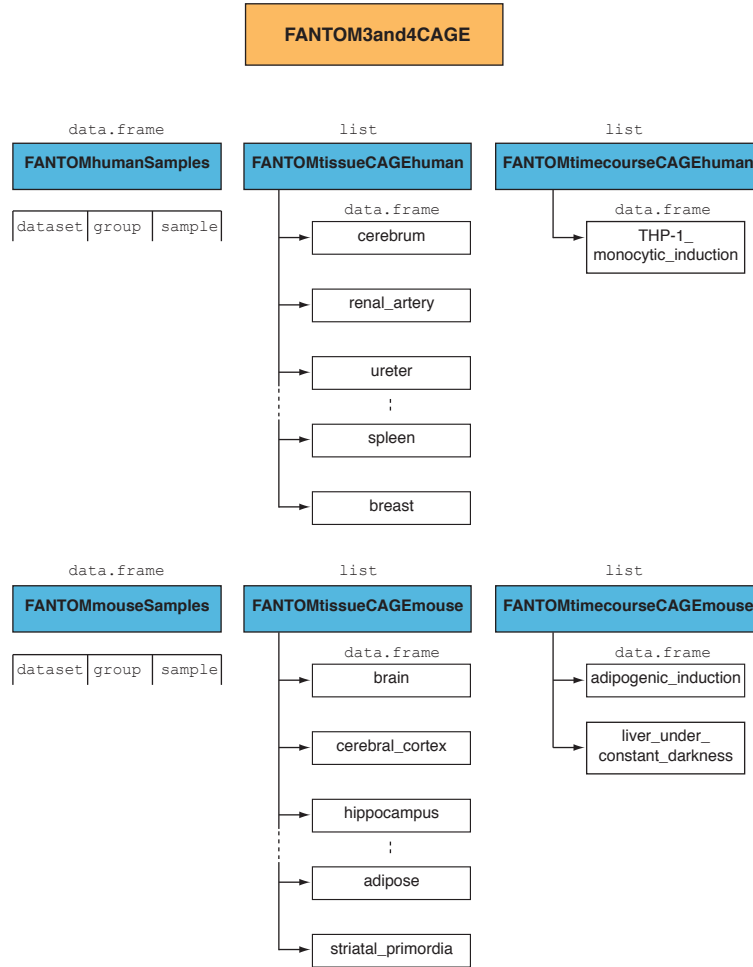 FANTOM3and4CAGE
data.frame
list
list
FANTOMhumanSamples
FANTOMtissueCAGEhuman
FANTOMtimecourseCAGEhuman
dataset group sample
data.frame
cerebrum
renal_artery
ureter
spleen
breast
data.frame
THP-1_
monocytic_induction
data.frame
list
list
FANTOMmouseSamples
FANTOMtissueCAGEmouse
FANTOMtimecourseCAGEmouse
dataset group sample
data.frame
brain
cerebral_cortex
hippocampus
adipose
striatal_primordia
data.frame
adipogenic_induction
liver_under_
constant_darkness